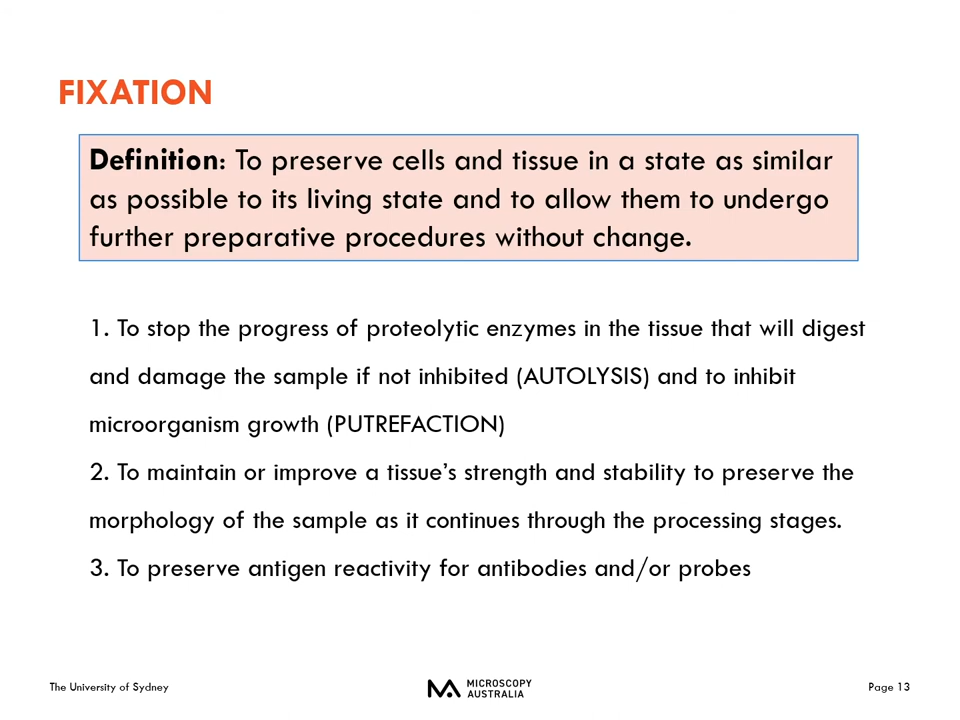 FIXATION
Definition: To preserve cells and tissue in a state as similar
as possible to its living state and to allow them to undergo
further preparative procedures without change.
1. To stop the progress of proteolytic enzymes in the tissue that will digest
and damage the sample if not inhibited (AUTOLYSIS) and to inhibit
microorganism growth (PUTREFACTION)
2. To maintain or improve a tissue’s strength and stability to preserve the
morphology of the sample as it continues through the processing stages.
3. To preserve antigen reactivity for antibodies and/or probes
The University of Sydney
MICROSCOPY
AUSTRALIA
Page 13